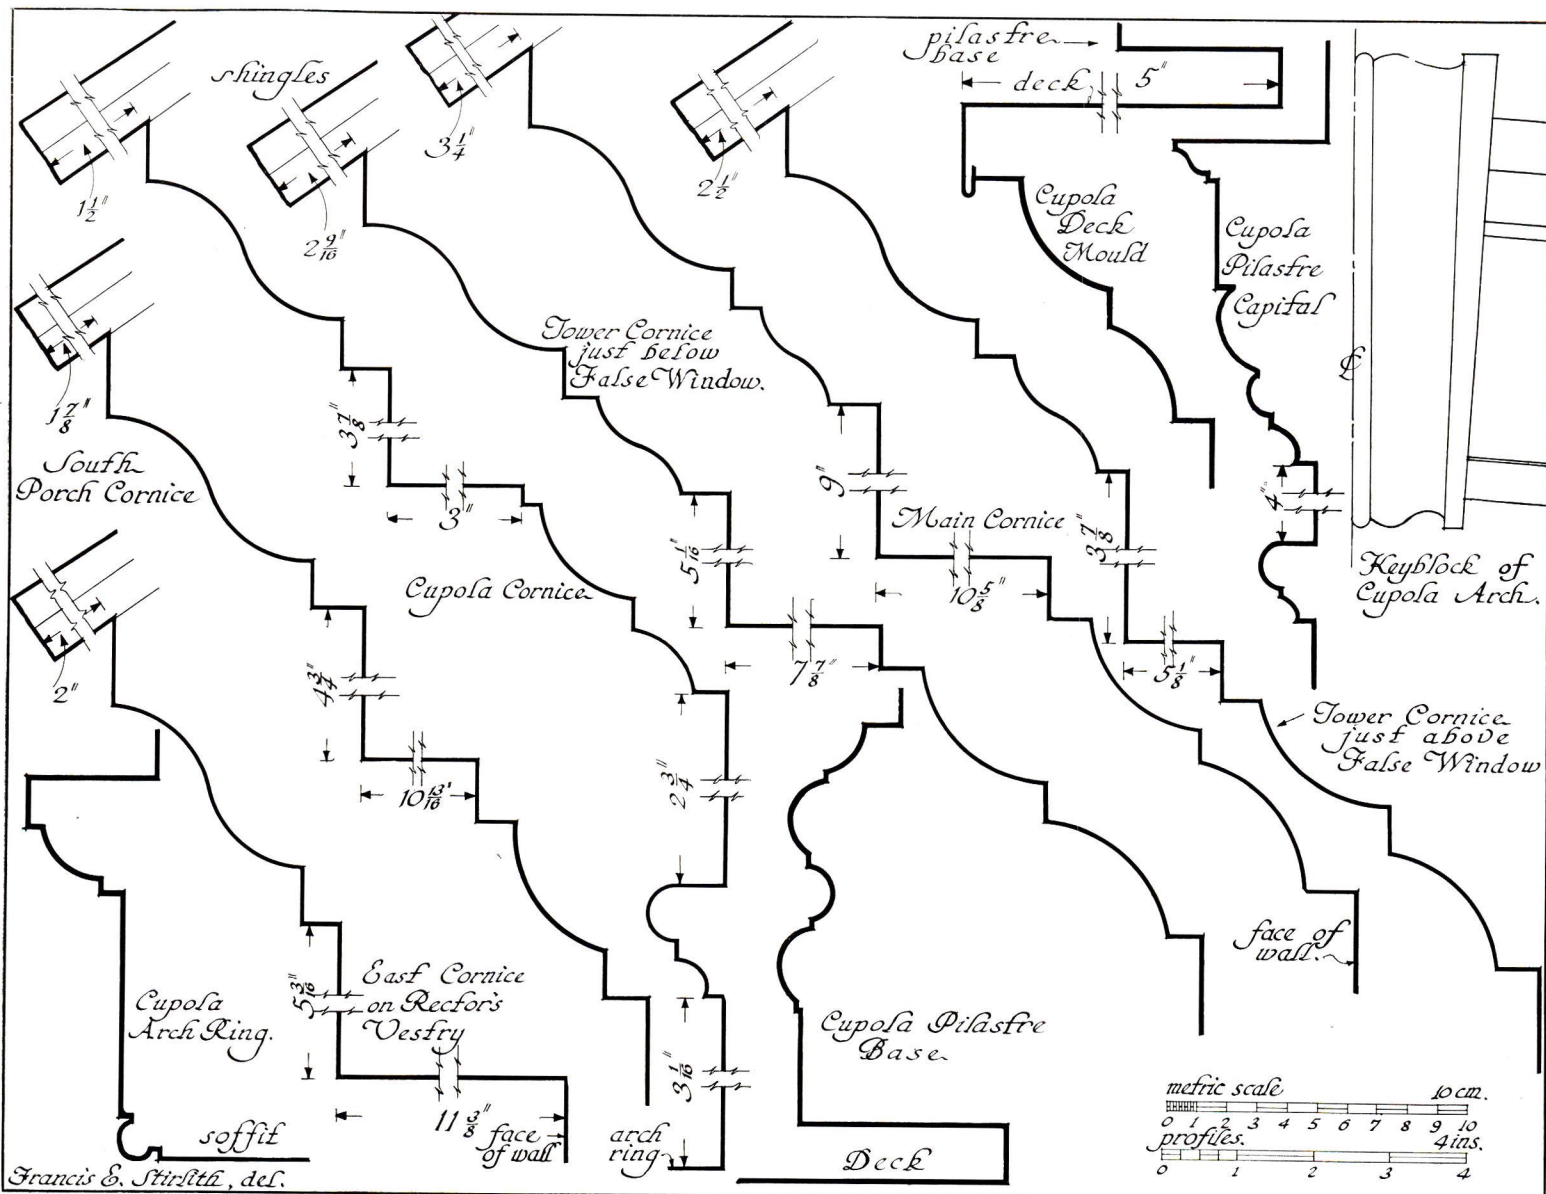 pilastre
base
deck 5"
shingles
3 1/4"
2 1/2"
1 1/2"
2 9/16"
Cupola
Deck
Mould
Cupola
Pilastre
Capital
Tower Cornice
just below
False Window.
℄
1 7/8"
3 7/8"
South
Porch Cornice
3"
9"
Main Cornice
3 7/8"
4"
5 1/16"
Keyblock of
Cupola Arch.
Cupola Cornice
10 5/8"
2"
4 3/4"
7 7/8"
5 1/8"
Tower Cornice
just above
False Window
10 13/16"
2 3/4"
face of
wall.
5 3/16"
East Cornice
on Rector's
Vestry
Cupola
Arch Ring.
Cupola Pilastre
Base
3 1/16"
11 3/8"
face
of wall
arch
ring
soffit
Deck
metric scale 10 cm.
0 1 2 3 4 5 6 7 8 9 10
profiles. 4 ins.
0 1 2 3 4
Francis E. Stirlith, del.